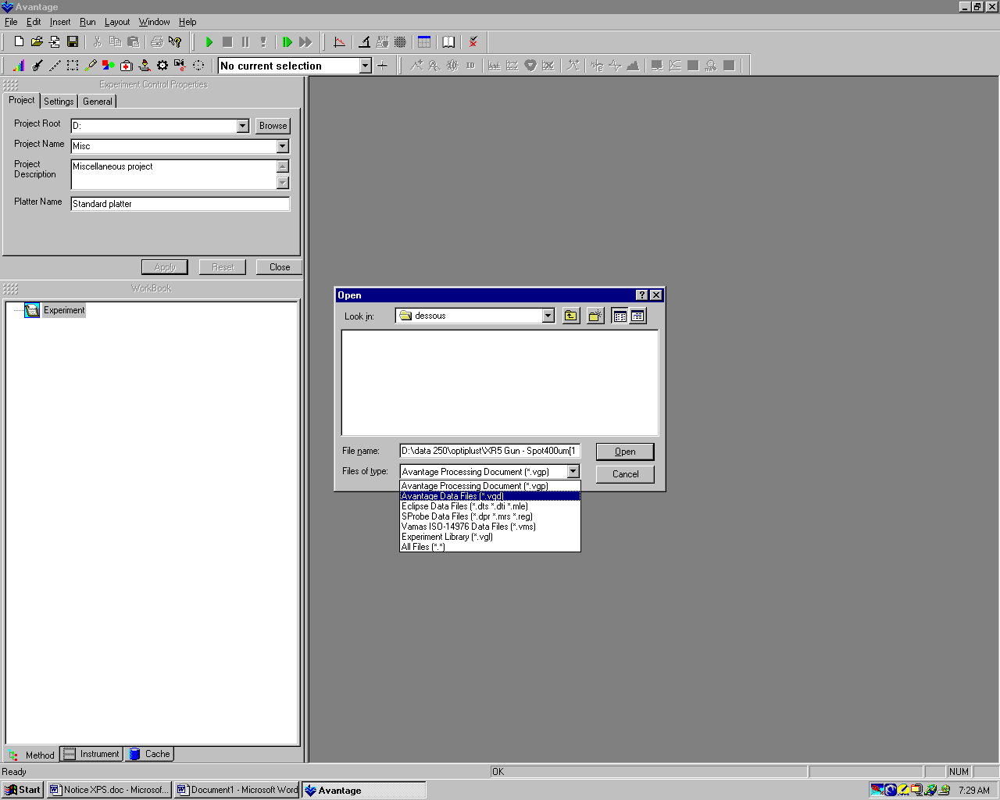 Avantage
File Edit Insert Run Layout Window Help
No current selection
ID
Experiment Control Properties
Project Settings General
Project Root D: Browse
Project Name Misc
Project Description Miscellaneous project
Platter Name Standard platter
Apply Reset Close
WorkBook
Experiment
Open
Look in: dessous
File name: D:\data 250\optiplust\XR5 Gun - Spot400um[1 Open
Files of type: Avantage Processing Document (*.vgp) Cancel
Avantage Processing Document (*.vgp)
Avantage Data Files (*.vgd)
Eclipse Data Files (*.dts *.dti *.mle)
SProbe Data Files (*.dpr *.mrs *.reg)
Vamas ISO-14976 Data Files (*.vms)
Experiment Library (*.vgl)
All Files (*.*)
Method Instrument Cache
Ready OK NUM
Start Notice XPS.doc - Microsof... Document1 - Microsoft Word Avantage 7:29 AM